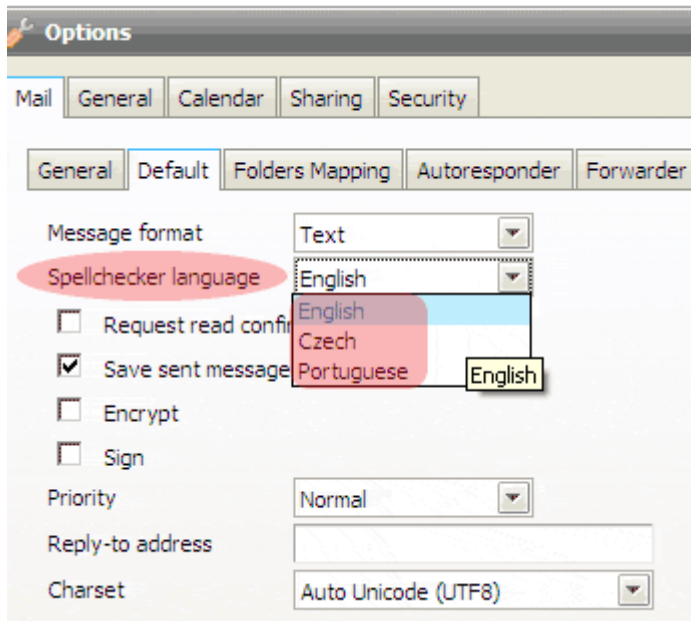 Options
Mail General Calendar Sharing Security
General Default Folders Mapping Autoresponder Forwarder
Message format Text
Spellchecker language English
English
Request read confi
Czech
Save sent message Portuguese English
Encrypt
Sign
Priority Normal
Reply-to address
Charset Auto Unicode (UTF8)